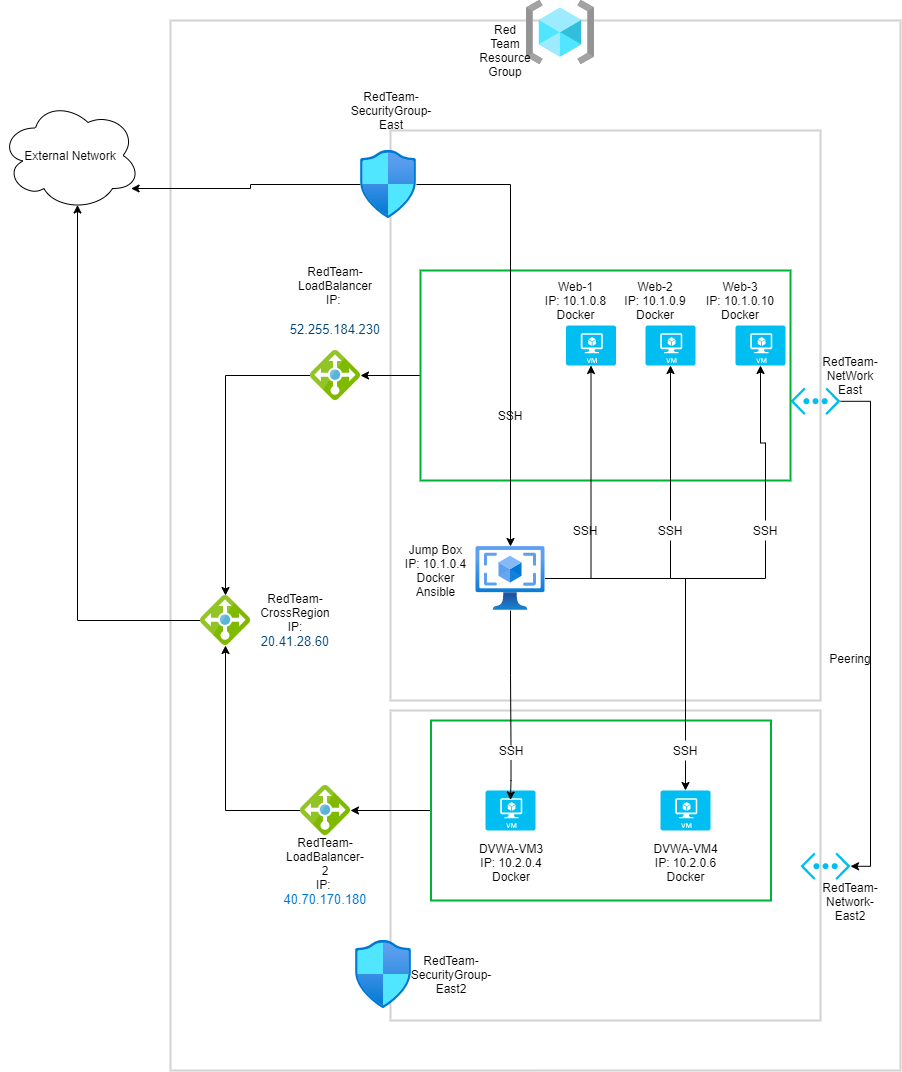 Red
Team
Resource
Group
RedTeam-
SecurityGroup-
East
External Network
RedTeam-
LoadBalancer
IP:
52.255.184.230
Web-1
IP: 10.1.0.8
Docker
VM
Web-2
IP: 10.1.0.9
Docker
VM
Web-3
IP: 10.1.0.10
Docker
VM
RedTeam-
NetWork
East
SSH
SSH
SSH
SSH
Jump Box
IP: 10.1.0.4
Docker
Ansible
RedTeam-
CrossRegion
IP:
20.41.28.60
Peering
SSH
SSH
VM
DVWA-VM3
IP: 10.2.0.4
Docker
VM
DVWA-VM4
IP: 10.2.0.6
Docker
RedTeam-
LoadBalancer-
2
IP:
40.70.170.180
RedTeam-
Network-
East2
RedTeam-
SecurityGroup-
East2